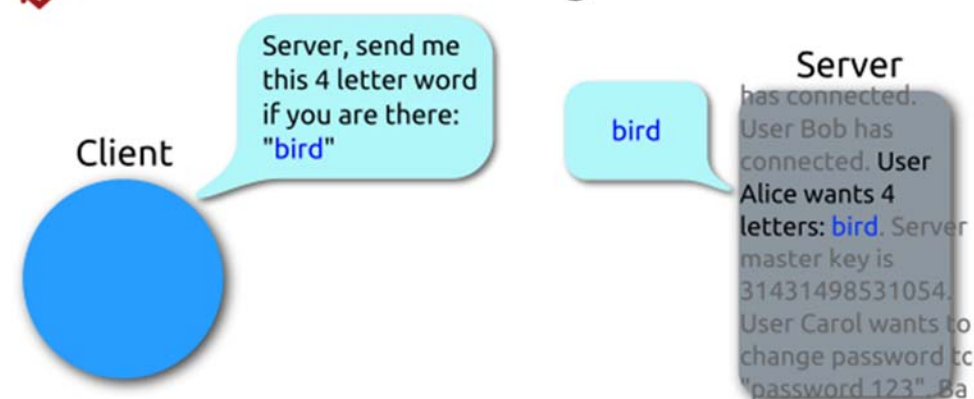 Server, send me
this 4 letter word
if you are there:
"bird"
Client
bird
Server
has connected.
User Bob has
connected. User
Alice wants 4
letters: bird. Server
master key is
31431498531054.
User Carol wants to
change password to
"password 123". Ba